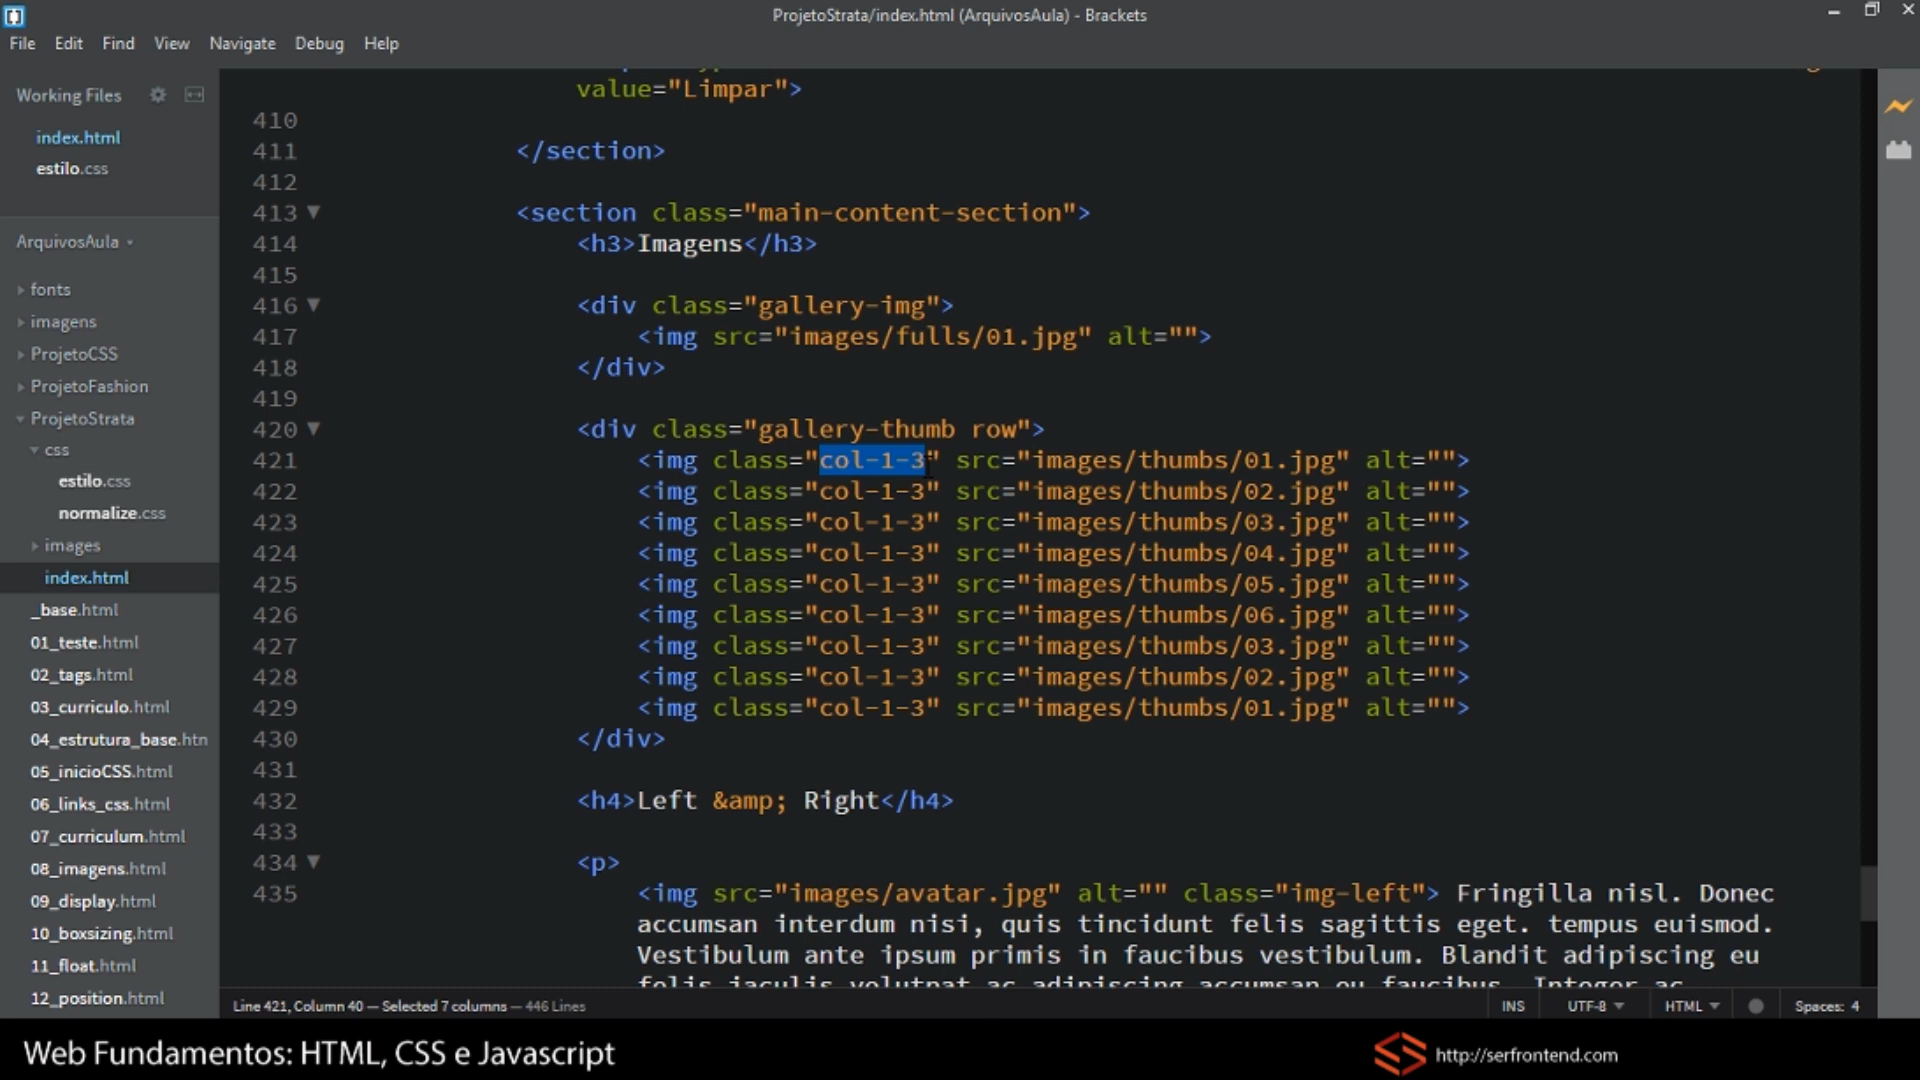 ProjetoStrata/index.html (ArquivosAula) - Brackets
File Edit Find View Navigate Debug Help
Working Files
index.html
estilo.css
ArquivosAula
fonts
imagens
ProjetoCSS
ProjetoFashion
ProjetoStrata
css
estilo.css
normalize.css
images
index.html
_base.html
01_teste.html
02_tags.html
03_curriculo.html
04_estrutura_base.htn
05_inicioCSS.html
06_links_css.html
07_curriculum.html
08_imagens.html
09_display.html
10_boxsizing.html
11_float.html
12_position.html
value="Limpar">
410
411 </section>
412
413 <section class="main-content-section">
414 <h3>Imagens</h3>
415
416 <div class="gallery-img">
417 <img src="images/fulls/01.jpg" alt="">
418 </div>
419
420 <div class="gallery-thumb row">
421 <img class="col-1-3" src="images/thumbs/01.jpg" alt="">
422 <img class="col-1-3" src="images/thumbs/02.jpg" alt="">
423 <img class="col-1-3" src="images/thumbs/03.jpg" alt="">
424 <img class="col-1-3" src="images/thumbs/04.jpg" alt="">
425 <img class="col-1-3" src="images/thumbs/05.jpg" alt="">
426 <img class="col-1-3" src="images/thumbs/06.jpg" alt="">
427 <img class="col-1-3" src="images/thumbs/03.jpg" alt="">
428 <img class="col-1-3" src="images/thumbs/02.jpg" alt="">
429 <img class="col-1-3" src="images/thumbs/01.jpg" alt="">
430 </div>
431
432 <h4>Left &amp; Right</h4>
433
434 <p>
435 <img src="images/avatar.jpg" alt="" class="img-left"> Fringilla nisl. Donec
accumsan interdum nisi, quis tincidunt felis sagittis eget. tempus euismod.
Vestibulum ante ipsum primis in faucibus vestibulum. Blandit adipiscing eu
felis iaculis volutpat ac adipiscing accumsan eu faucibus. Integer ac
Line 421, Column 40 — Selected 7 columns — 446 Lines
INS UTF-8 HTML Spaces: 4
Web Fundamentos: HTML, CSS e Javascript
http://serfrontend.com